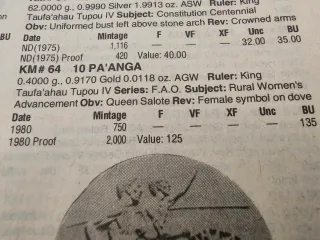 62.0000 g., 0.9990 Silver 1.9913 oz. ASW Ruler: King
Taufa'ahau Tupou IV Subject: Constitution Centennial
Obv: Uniformed bust left above stone arch Rev: Crowned arms
BU Date Mintage F VF XF Unc BU
ND(1975) 1,116 — — — 32.00 35.00
ND(1975) Proof 420 Value: 40.00
KM# 64 10 PA'ANGA
0.4000 g., 0.9170 Gold 0.0118 oz. AGW Ruler: King
Taufa'ahau Tupou IV Series: F.A.O. Subject: Rural Women's
Advancement Obv: Queen Salote Rev: Female symbol on dove
Date Mintage F VF XF Unc BU
1980 750 — — — — 135
1980 Proof 2,000 Value: 125